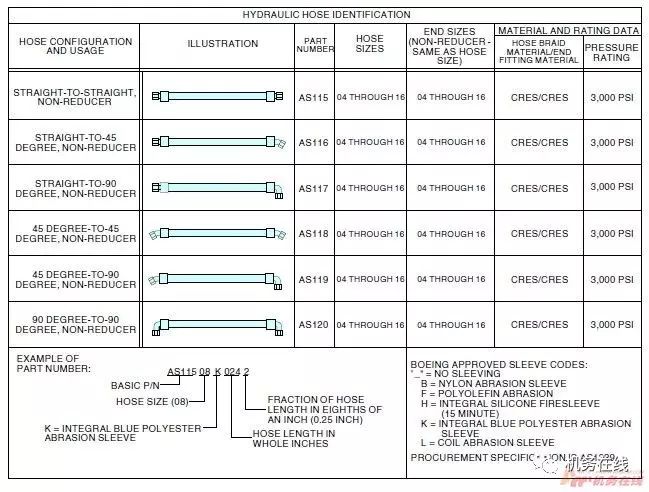 HYDRAULIC HOSE IDENTIFICATION
HOSE CONFIGURATION
AND USAGE
ILLUSTRATION
PART
NUMBER
HOSE
SIZES
END SIZES
(NON-REDUCER -
SAME AS HOSE
SIZE)
MATERIAL AND RATING DATA
HOSE BRAID
MATERIAL/END
FITTING MATERIAL
PRESSURE
RATING
STRAIGHT-TO-STRAIGHT,
NON-REDUCER
AS115
04 THROUGH 16
04 THROUGH 16
CRES/CRES
3,000 PSI
STRAIGHT-TO-45
DEGREE, NON-REDUCER
AS116
04 THROUGH 16
04 THROUGH 16
CRES/CRES
3,000 PSI
STRAIGHT-TO-90
DEGREE, NON-REDUCER
AS117
04 THROUGH 16
04 THROUGH 16
CRES/CRES
3,000 PSI
45 DEGREE-TO-45
DEGREE, NON-REDUCER
AS118
04 THROUGH 16
04 THROUGH 16
CRES/CRES
3,000 PSI
45 DEGREE-TO-90
DEGREE, NON-REDUCER
AS119
04 THROUGH 16
04 THROUGH 16
CRES/CRES
3,000 PSI
90 DEGREE-TO-90
DEGREE, NON-REDUCER
AS120
04 THROUGH 16
04 THROUGH 16
CRES/CRES
3,000 PSI
EXAMPLE OF
PART NUMBER:
AS115 08 K 024 2
BASIC P/N
HOSE SIZE (08)
K = INTEGRAL BLUE POLYESTER
ABRASION SLEEVE
FRACTION OF HOSE
LENGTH IN EIGHTHS OF
AN INCH (0.25 INCH)
HOSE LENGTH IN
WHOLE INCHES
BOEING APPROVED SLEEVE CODES:
"_" = NO SLEEVING
B = NYLON ABRASION SLEEVE
F = POLYOLEFIN ABRASION
H = INTEGRAL SILICONE FIRESLEEVE
(15 MINUTE)
K = INTEGRAL BLUE POLYESTER ABRASION
SLEEVE
L = COIL ABRASION SLEEVE
PROCUREMENT
机务在线
机务在线